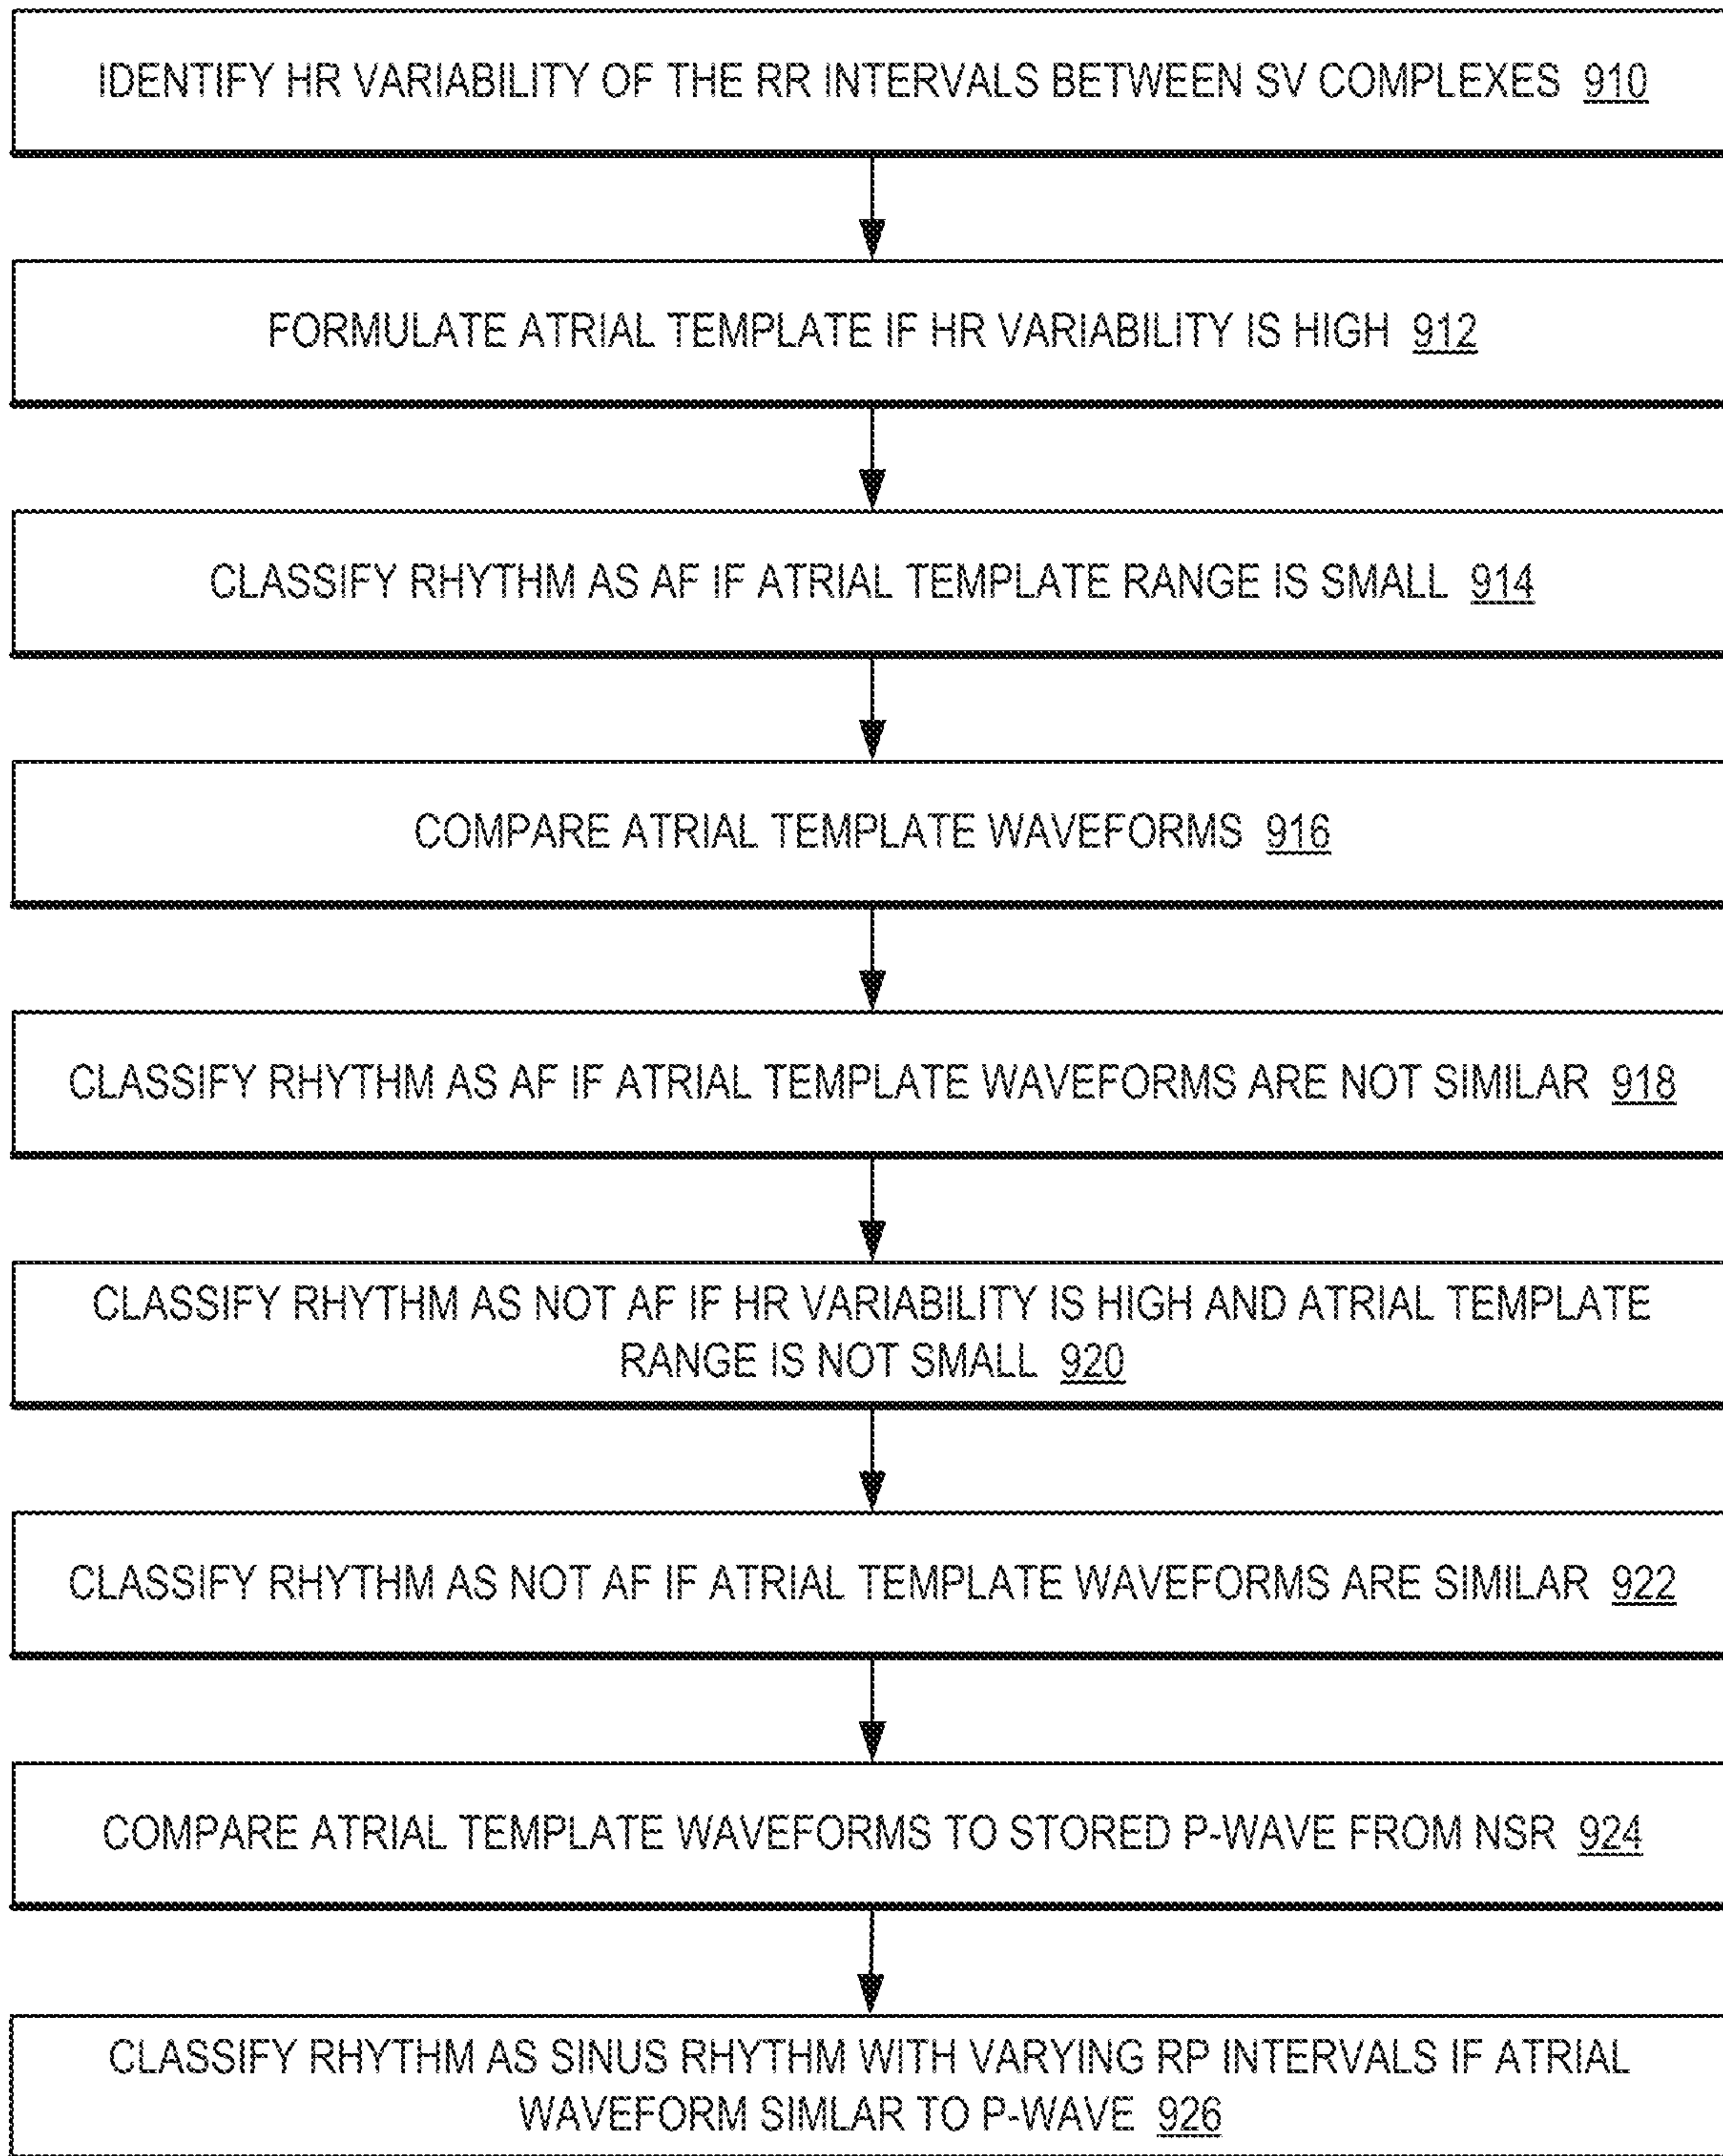 IDENTIFY HR VARIABILITY OF THE RR INTERVALS BETWEEN SV COMPLEXES 910
FORMULATE ATRIAL TEMPLATE IF HR VARIABILITY IS HIGH 912
CLASSIFY RHYTHM AS AF IF ATRIAL TEMPLATE RANGE IS SMALL 914
COMPARE ATRIAL TEMPLATE WAVEFORMS 916
CLASSIFY RHYTHM AS AF IF ATRIAL TEMPLATE WAVEFORMS ARE NOT SIMILAR 918
CLASSIFY RHYTHM AS NOT AF IF HR VARIABILITY IS HIGH AND ATRIAL TEMPLATE
RANGE IS NOT SMALL 920
CLASSIFY RHYTHM AS NOT AF IF ATRIAL TEMPLATE WAVEFORMS ARE SIMILAR 922
COMPARE ATRIAL TEMPLATE WAVEFORMS TO STORED P-WAVE FROM NSR 924
CLASSIFY RHYTHM AS SINUS RHYTHM WITH VARYING RP INTERVALS IF ATRIAL
WAVEFORM SIMLAR TO P-WAVE 926